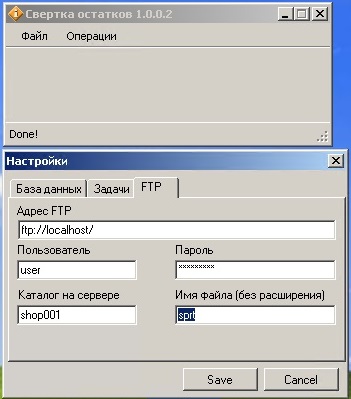 Свертка остатков 1.0.0.2
Файл Операции
Done!
Настройки
База данных Задачи FTP
Адрес FTP
ftp://localhost/
Пользователь Пароль
user *********
Каталог на сервере Имя Файла (без расширения)
shop001 sprt
Save Cancel